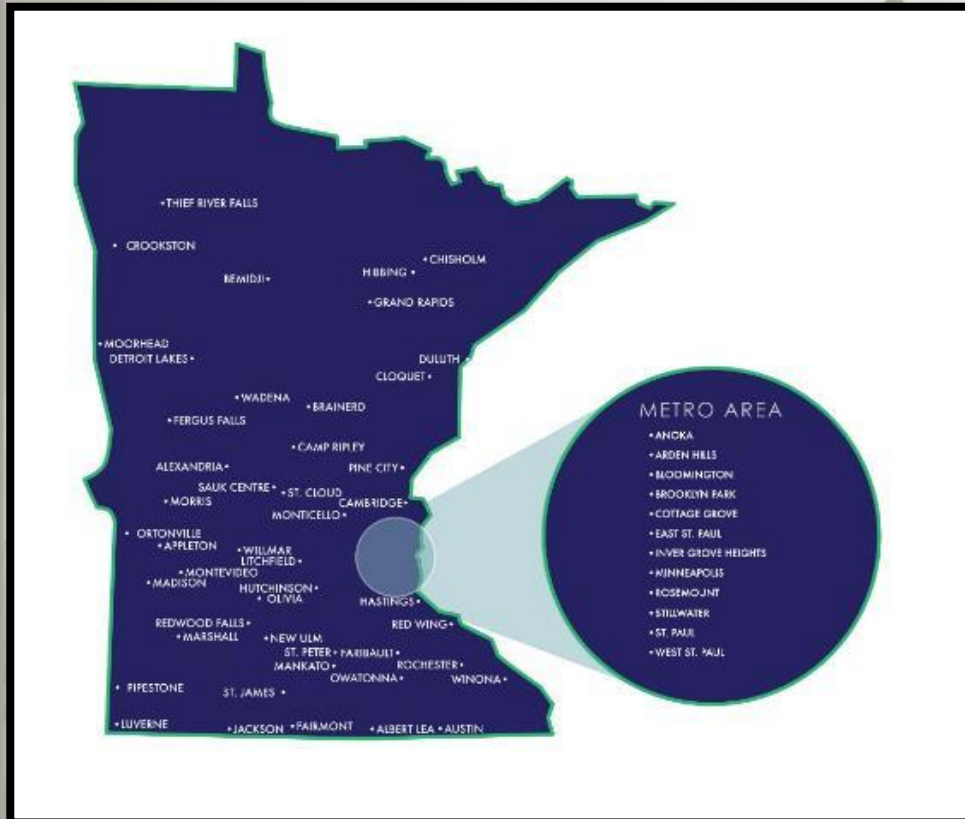 THIEF RIVER FALLS
CROOKSTON
CHISHOLM
HIBBING
BEMIDJI
GRAND RAPIDS
MOORHEAD
DETROIT LAKES
DULUTH
CLOQUET
WADENA
BRAINERD
FERGUS FALLS
CAMP RIPLEY
ALEXANDRIA
PINE CITY
SAUK CENTRE
ST. CLOUD
MORRIS
CAMBRIDGE
MONTICELLO
ORTONVILLE
APPLETON
WILLMAR
LITCHFIELD
MONTEVIDEO
MADISON
HUTCHINSON
OLIVIA
HASTINGS
REDWOOD FALLS
RED WING
MARSHALL
NEW ULM
ST. PETER
FARIBAULT
MANKATO
ROCHESTER
OWATONNA
WINONA
PIPESTONE
ST. JAMES
LUVERNE
JACKSON
FAIRMONT
ALBERT LEA
AUSTIN
METRO AREA
• ANOKA
• ARDEN HILLS
• BLOOMINGTON
• BROOKLYN PARK
• COTTAGE GROVE
• EAST ST. PAUL
• INVER GROVE HEIGHTS
• MINNEAPOLIS
• ROSEMOUNT
• STILLWATER
• ST. PAUL
• WEST ST. PAUL